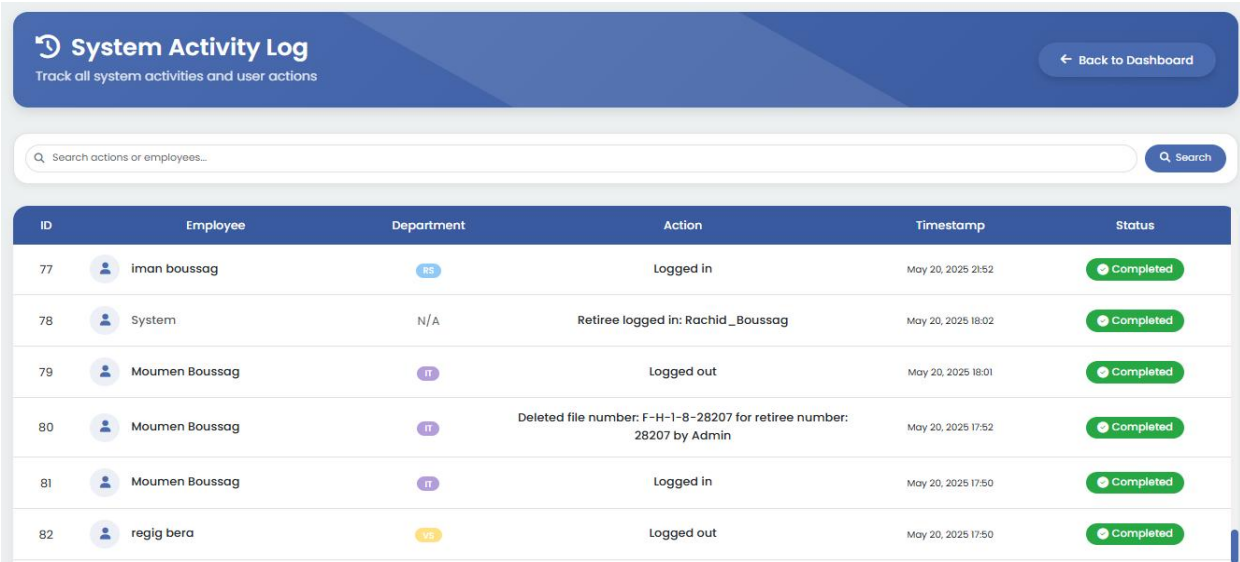 System Activity Log
Track all system activities and user actions
← Back to Dashboard
Search actions or employees...
Search
ID Employee Department Action Timestamp Status
77 iman boussag RS Logged in May 20, 2025 21:52 Completed
78 System N/A Retiree logged in: Rachid_Boussag May 20, 2025 18:02 Completed
79 Moumen Boussag IT Logged out May 20, 2025 18:01 Completed
80 Moumen Boussag IT Deleted file number: F-H-1-8-28207 for retiree number:
28207 by Admin May 20, 2025 17:52 Completed
81 Moumen Boussag IT Logged in May 20, 2025 17:50 Completed
82 regig bera VS Logged out May 20, 2025 17:50 Completed